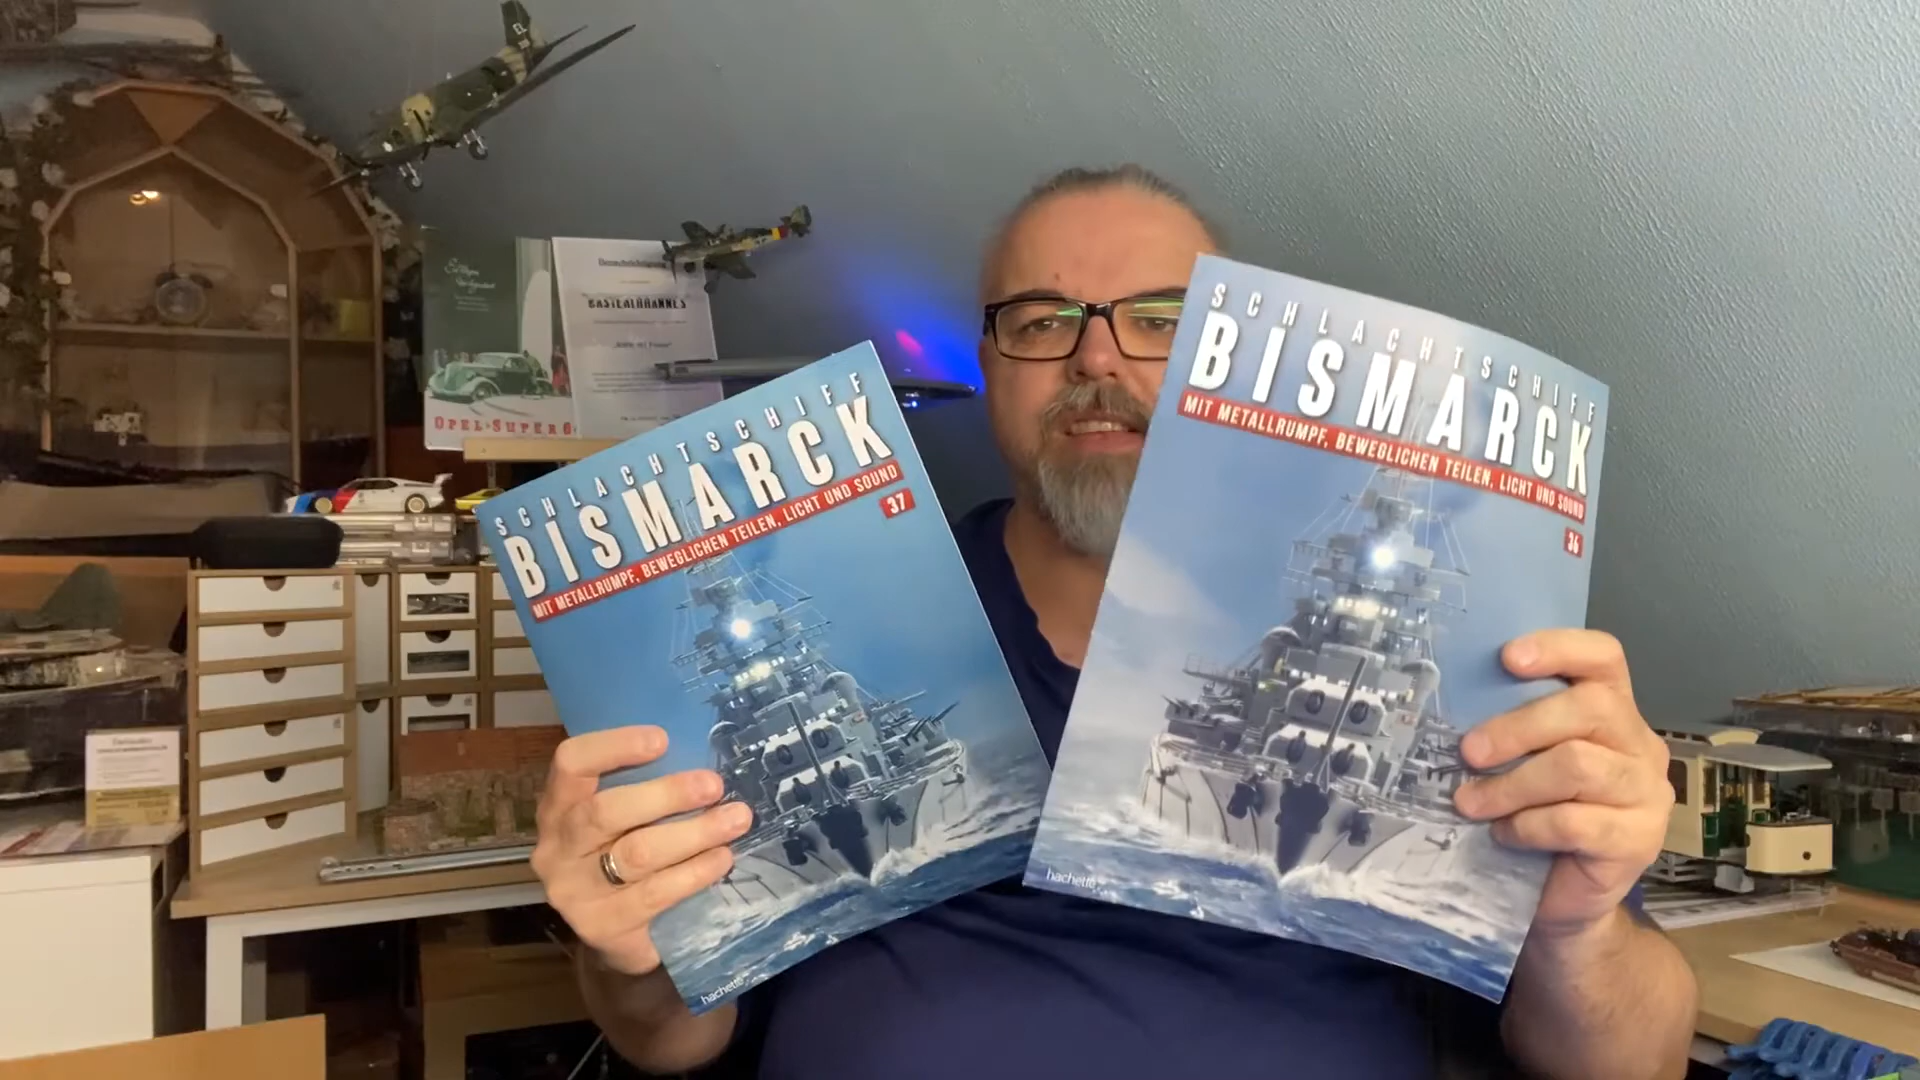 BASTELJOHANNES
OPEL-SUPER 6
SCHLACHTSCHIFF
BISMARCK
MIT METALLRUMPF, BEWEGLICHEN TEILEN, LICHT UND SOUND
37
hachette
SCHLACHTSCHIFF
BISMARCK
MIT METALLRUMPF, BEWEGLICHEN TEILEN, LICHT UND SOUND
36
hachette